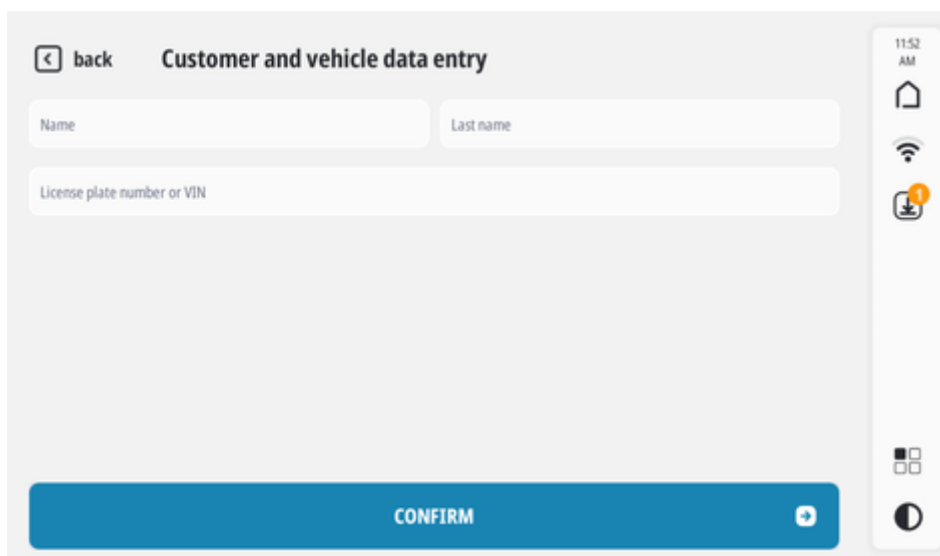 back
Customer and vehicle data entry
11:52
AM
Name
Last name
License plate number or VIN
1
CONFIRM